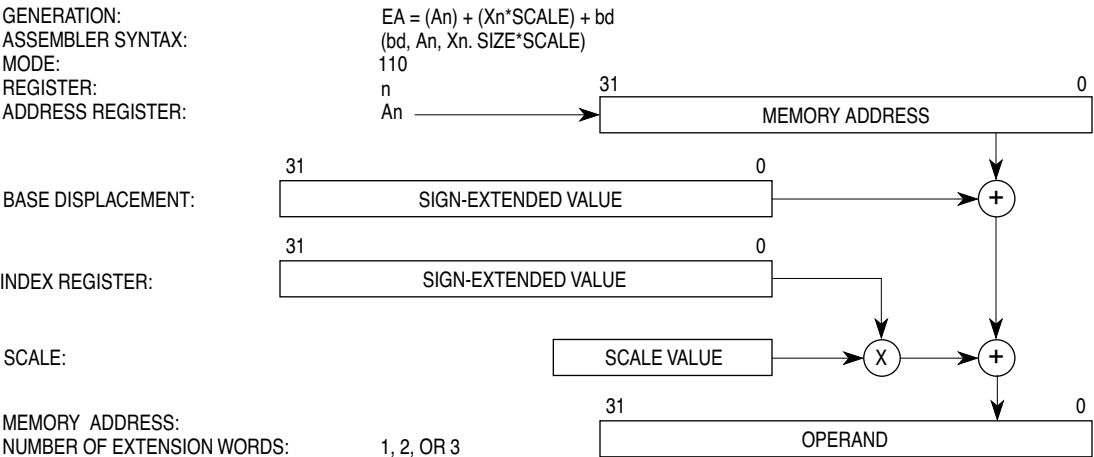 GENERATION: EA = (An) + (Xn*SCALE) + bd
ASSEMBLER SYNTAX: (bd, An, Xn. SIZE*SCALE)
MODE: 110
REGISTER: n
31 0
ADDRESS REGISTER: An MEMORY ADDRESS
31 0
BASE DISPLACEMENT: SIGN-EXTENDED VALUE +
31 0
INDEX REGISTER: SIGN-EXTENDED VALUE
SCALE: SCALE VALUE X +
31 0
MEMORY ADDRESS:
OPERAND
NUMBER OF EXTENSION WORDS: 1, 2, OR 3